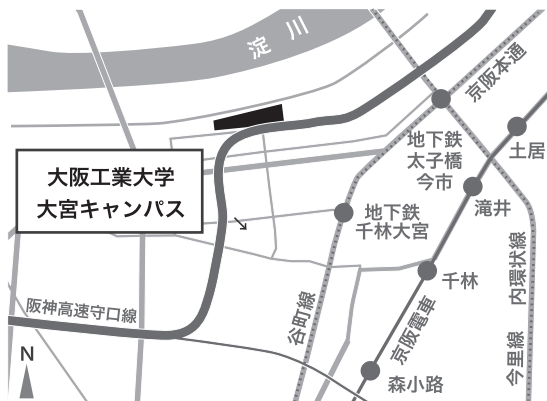 淀川
京阪本通
地下鉄
太子橋
今市
土居
大阪工業大学
大宮キャンパス
地下鉄
千林大宮
滝井
内環状線
千林
阪神高速守口線
谷町線
京阪電車
今里線
N
森小路